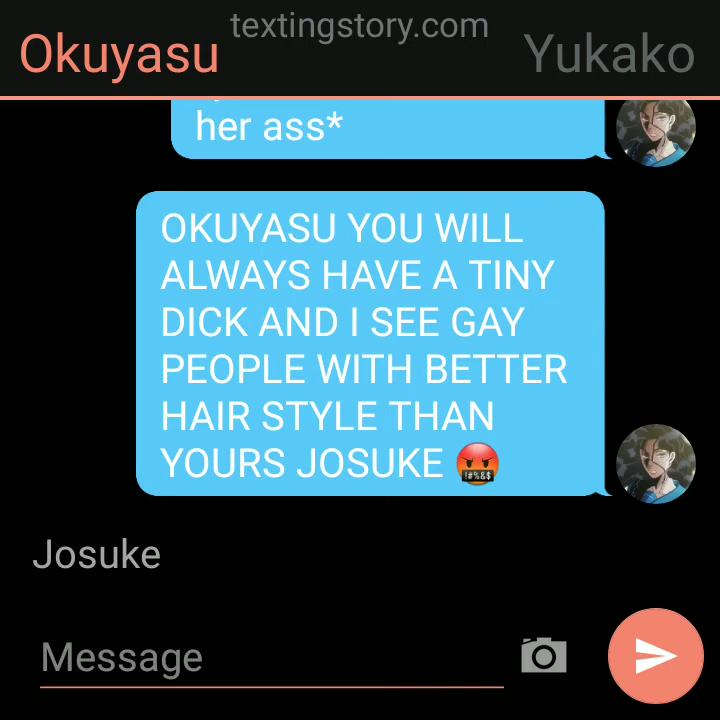 textingstory.com
Okuyasu
Yukako
her ass*
OKUYASU YOU WILL
ALWAYS HAVE A TINY
DICK AND I SEE GAY
PEOPLE WITH BETTER
HAIR STYLE THAN
YOURS JOSUKE 🤬
Josuke
Message